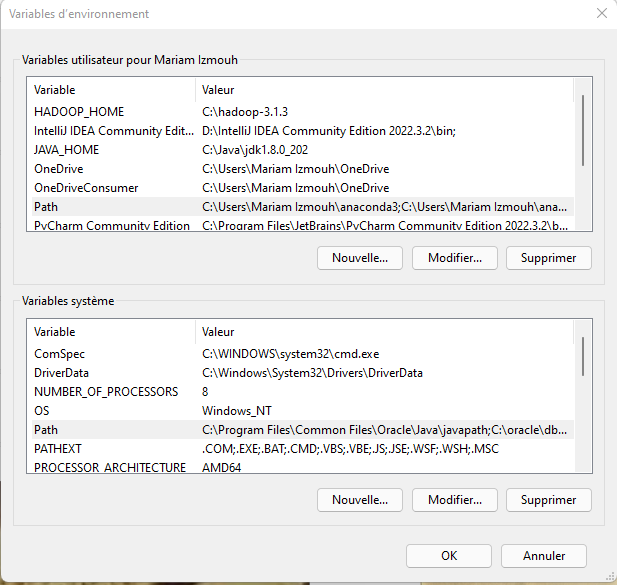 Variables d'environnement
Variables utilisateur pour Mariam Izmouh
Variable Valeur
HADOOP_HOME C:\hadoop-3.1.3
IntelliJ IDEA Community Edit... D:\IntelliJ IDEA Community Edition 2022.3.2\bin;
JAVA_HOME C:\Java\jdk1.8.0_202
OneDrive C:\Users\Mariam Izmouh\OneDrive
OneDriveConsumer C:\Users\Mariam Izmouh\OneDrive
Path C:\Users\Mariam Izmouh\anaconda3;C:\Users\Mariam Izmouh\ana...
PyCharm Community Edition C:\Program Files\JetBrains\PyCharm Community Edition 2022.3.2\b...
Nouvelle... Modifier... Supprimer
Variables système
Variable Valeur
ComSpec C:\WINDOWS\system32\cmd.exe
DriverData C:\Windows\System32\Drivers\DriverData
NUMBER_OF_PROCESSORS 8
OS Windows_NT
Path C:\Program Files\Common Files\Oracle\Java\javapath;C:\oracle\db...
PATHEXT .COM;.EXE;.BAT;.CMD;.VBS;.VBE;.JS;.JSE;.WSF;.WSH;.MSC
PROCESSOR_ARCHITECTURE AMD64
Nouvelle... Modifier... Supprimer
OK Annuler